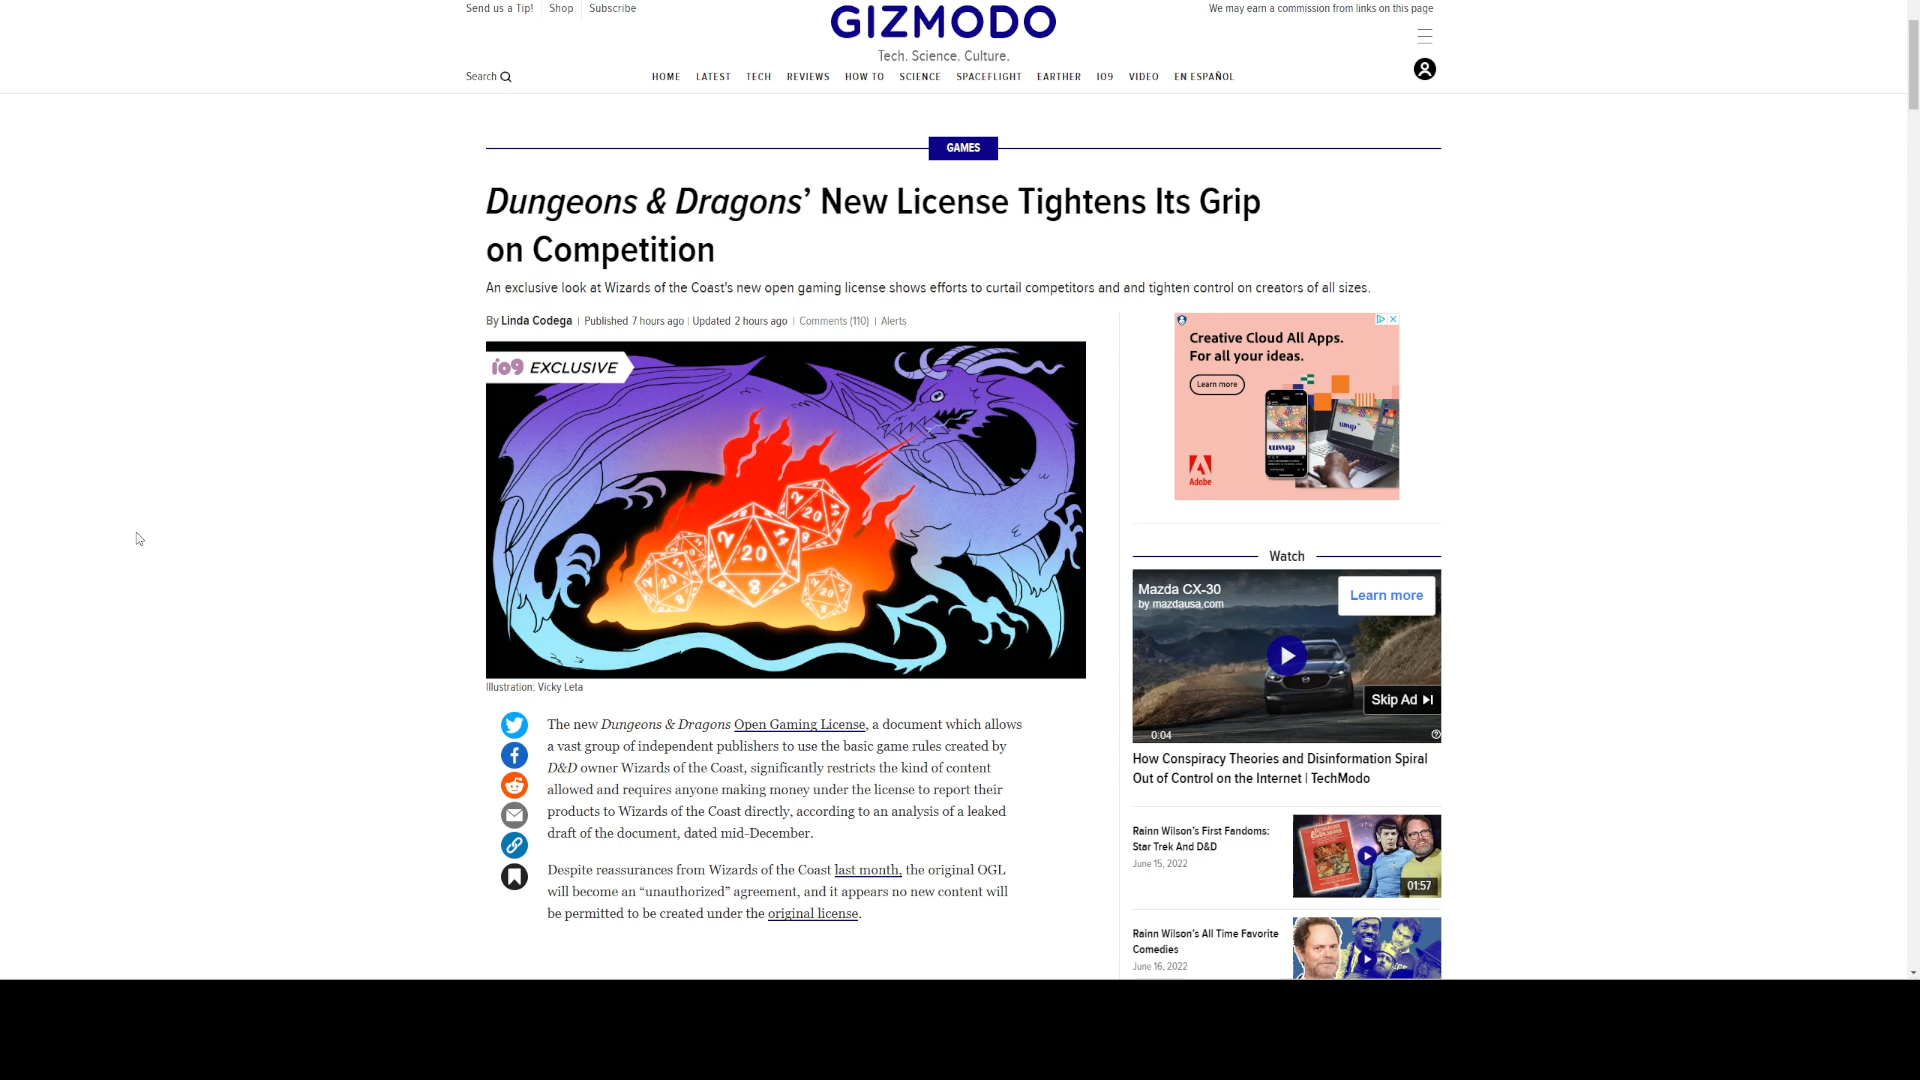 Send us a Tip! Shop Subscribe
GIZMODO
We may earn a commission from links on this page
Tech. Science. Culture.
Search
HOME LATEST TECH REVIEWS HOW TO SCIENCE SPACEFLIGHT EARTHER IO9 VIDEO EN ESPAÑOL
GAMES
Dungeons & Dragons’ New License Tightens Its Grip
on Competition
An exclusive look at Wizards of the Coast's new open gaming license shows efforts to curtail competitors and and tighten control on creators of all sizes.
By Linda Codega | Published 7 hours ago | Updated 2 hours ago | Comments (110) | Alerts
io9 EXCLUSIVE
2 20 14 8
2 20 14 8
20
20
20
Illustration: Vicky Leta
The new Dungeons & Dragons Open Gaming License, a document which allows
a vast group of independent publishers to use the basic game rules created by
D&D owner Wizards of the Coast, significantly restricts the kind of content
allowed and requires anyone making money under the license to report their
products to Wizards of the Coast directly, according to an analysis of a leaked
draft of the document, dated mid-December.
Despite reassurances from Wizards of the Coast last month, the original OGL
will become an “unauthorized” agreement, and it appears no new content will
be permitted to be created under the original license.
Creative Cloud All Apps.
For all your ideas.
Learn more
Adobe
Watch
Mazda CX-30
by mazdausa.com
Learn more
Skip Ad
0:04
How Conspiracy Theories and Disinformation Spiral
Out of Control on the Internet | TechModo
Rainn Wilson's First Fandoms:
Star Trek And D&D
June 15, 2022
01:57
Rainn Wilson's All Time Favorite
Comedies
June 16, 2022